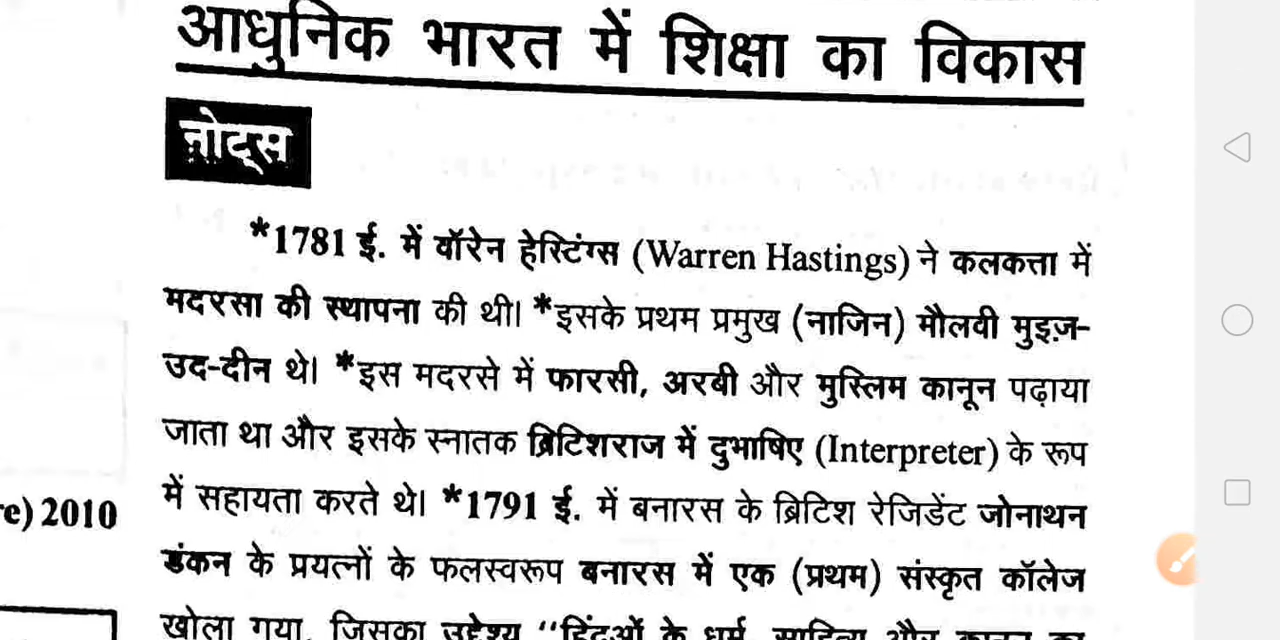 आधुनिक भारत में शिक्षा का विकास
नोट्स
*1781 ई. में वॉरेन हेस्टिंग्स (Warren Hastings) ने कलकत्ता में
मदरसा की स्थापना की थी। *इसके प्रथम प्रमुख (नाजिन) मौलवी मुइज़-
उद-दीन थे। *इस मदरसे में फारसी, अरबी और मुस्लिम कानून पढ़ाया
जाता था और इसके स्नातक ब्रिटिशराज में दुभाषिए (Interpreter) के रूप
में सहायता करते थे। *1791 ई. में बनारस के ब्रिटिश रेजिडेंट जोनाथन
डंकन के प्रयत्नों के फलस्वरूप बनारस में एक (प्रथम) संस्कृत कॉलेज
खोला गया, जिसका उद्देश्य "हिंदुओं के धर्म, साहित्य और कानून का
e) 2010